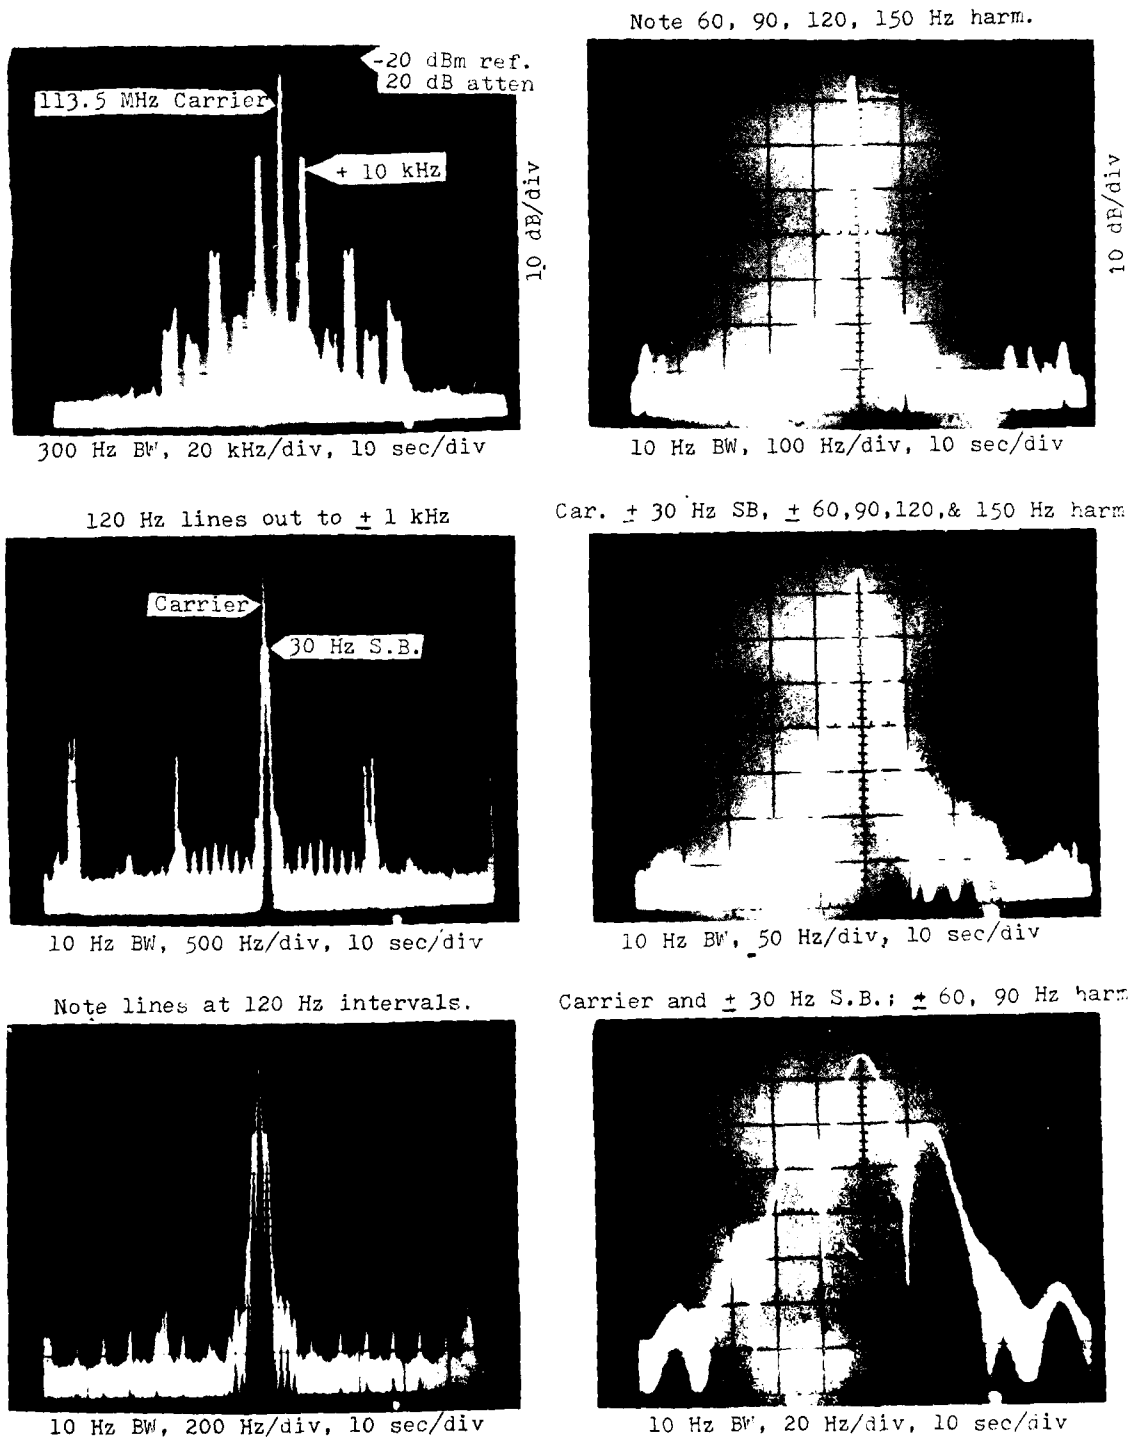 -20 dBm ref.
20 dB atten
113.5 MHz Carrier
+ 10 kHz
10 dB/div
300 Hz BW, 20 kHz/div, 10 sec/div
Note 60, 90, 120, 150 Hz harm.
10 dB/div
10 Hz BW, 100 Hz/div, 10 sec/div
120 Hz lines out to ± 1 kHz
Carrier
30 Hz S.B.
10 Hz BW, 500 Hz/div, 10 sec/div
Car. ± 30 Hz SB, ± 60,90,120,& 150 Hz harm
10 Hz BW, 50 Hz/div, 10 sec/div
Note lines at 120 Hz intervals.
10 Hz BW, 200 Hz/div, 10 sec/div
Carrier and ± 30 Hz S.B.; ± 60, 90 Hz harm
10 Hz BW, 20 Hz/div, 10 sec/div